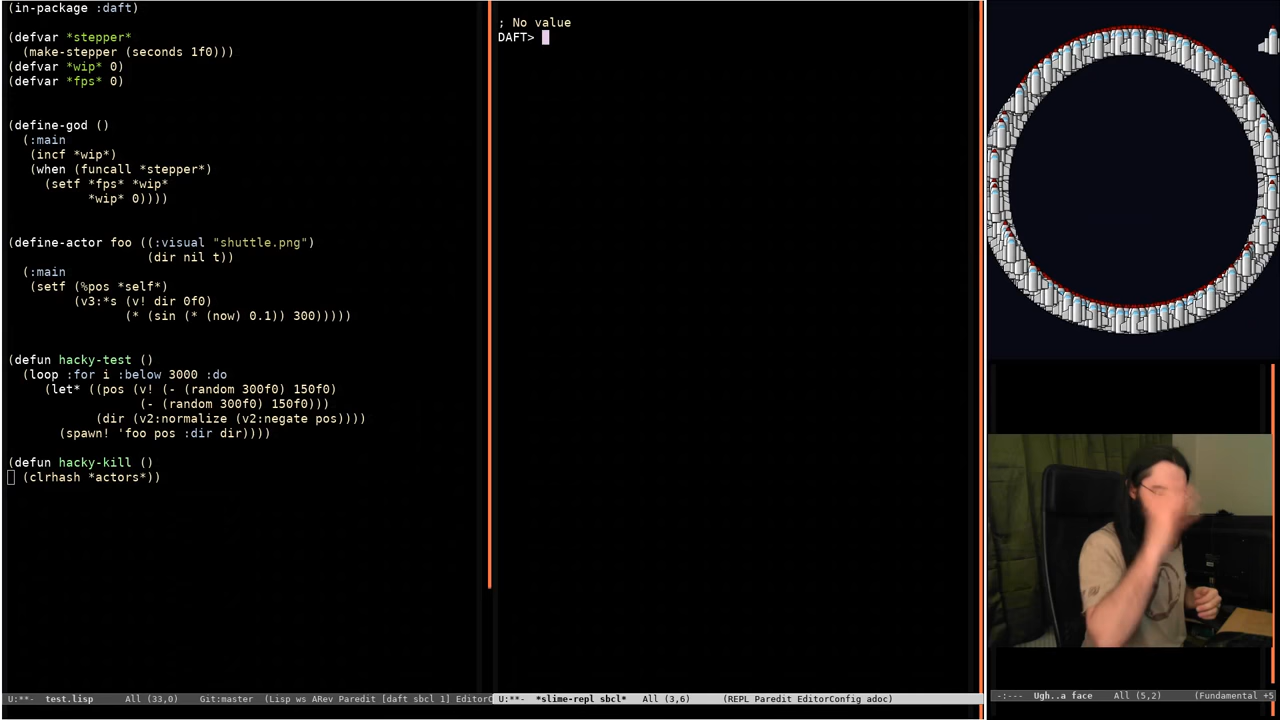 (in-package :daft)
(defvar *stepper*
  (make-stepper (seconds 1f0)))
(defvar *wip* 0)
(defvar *fps* 0)
(define-god ()
  (:main
   (incf *wip*)
   (when (funcall *stepper*)
     (setf *fps* *wip*
           *wip* 0))))
(define-actor foo ((:visual "shuttle.png")
                   (dir nil t))
  (:main
   (setf (%pos *self*)
         (v3:*s (v! dir 0f0)
                (* (sin (* (now) 0.1)) 300)))))
(defun hacky-test ()
  (loop :for i :below 3000 :do
     (let* ((pos (v! (- (random 300f0) 150f0)
                  (- (random 300f0) 150f0)))
            (dir (v2:normalize (v2:negate pos))))
       (spawn! 'foo pos :dir dir))))
(defun hacky-kill ()
  (clrhash *actors*))
U:**-  test.lisp      All (33,0)     Git:master  (Lisp ws ARev Paredit [daft sbcl 1] EditorC
; No value
DAFT>
U:**-  *slime-repl sbcl*   All (3,6)      (REPL Paredit EditorConfig adoc)
-:---  Ugh..a face    All (5,2)      (Fundamental +5